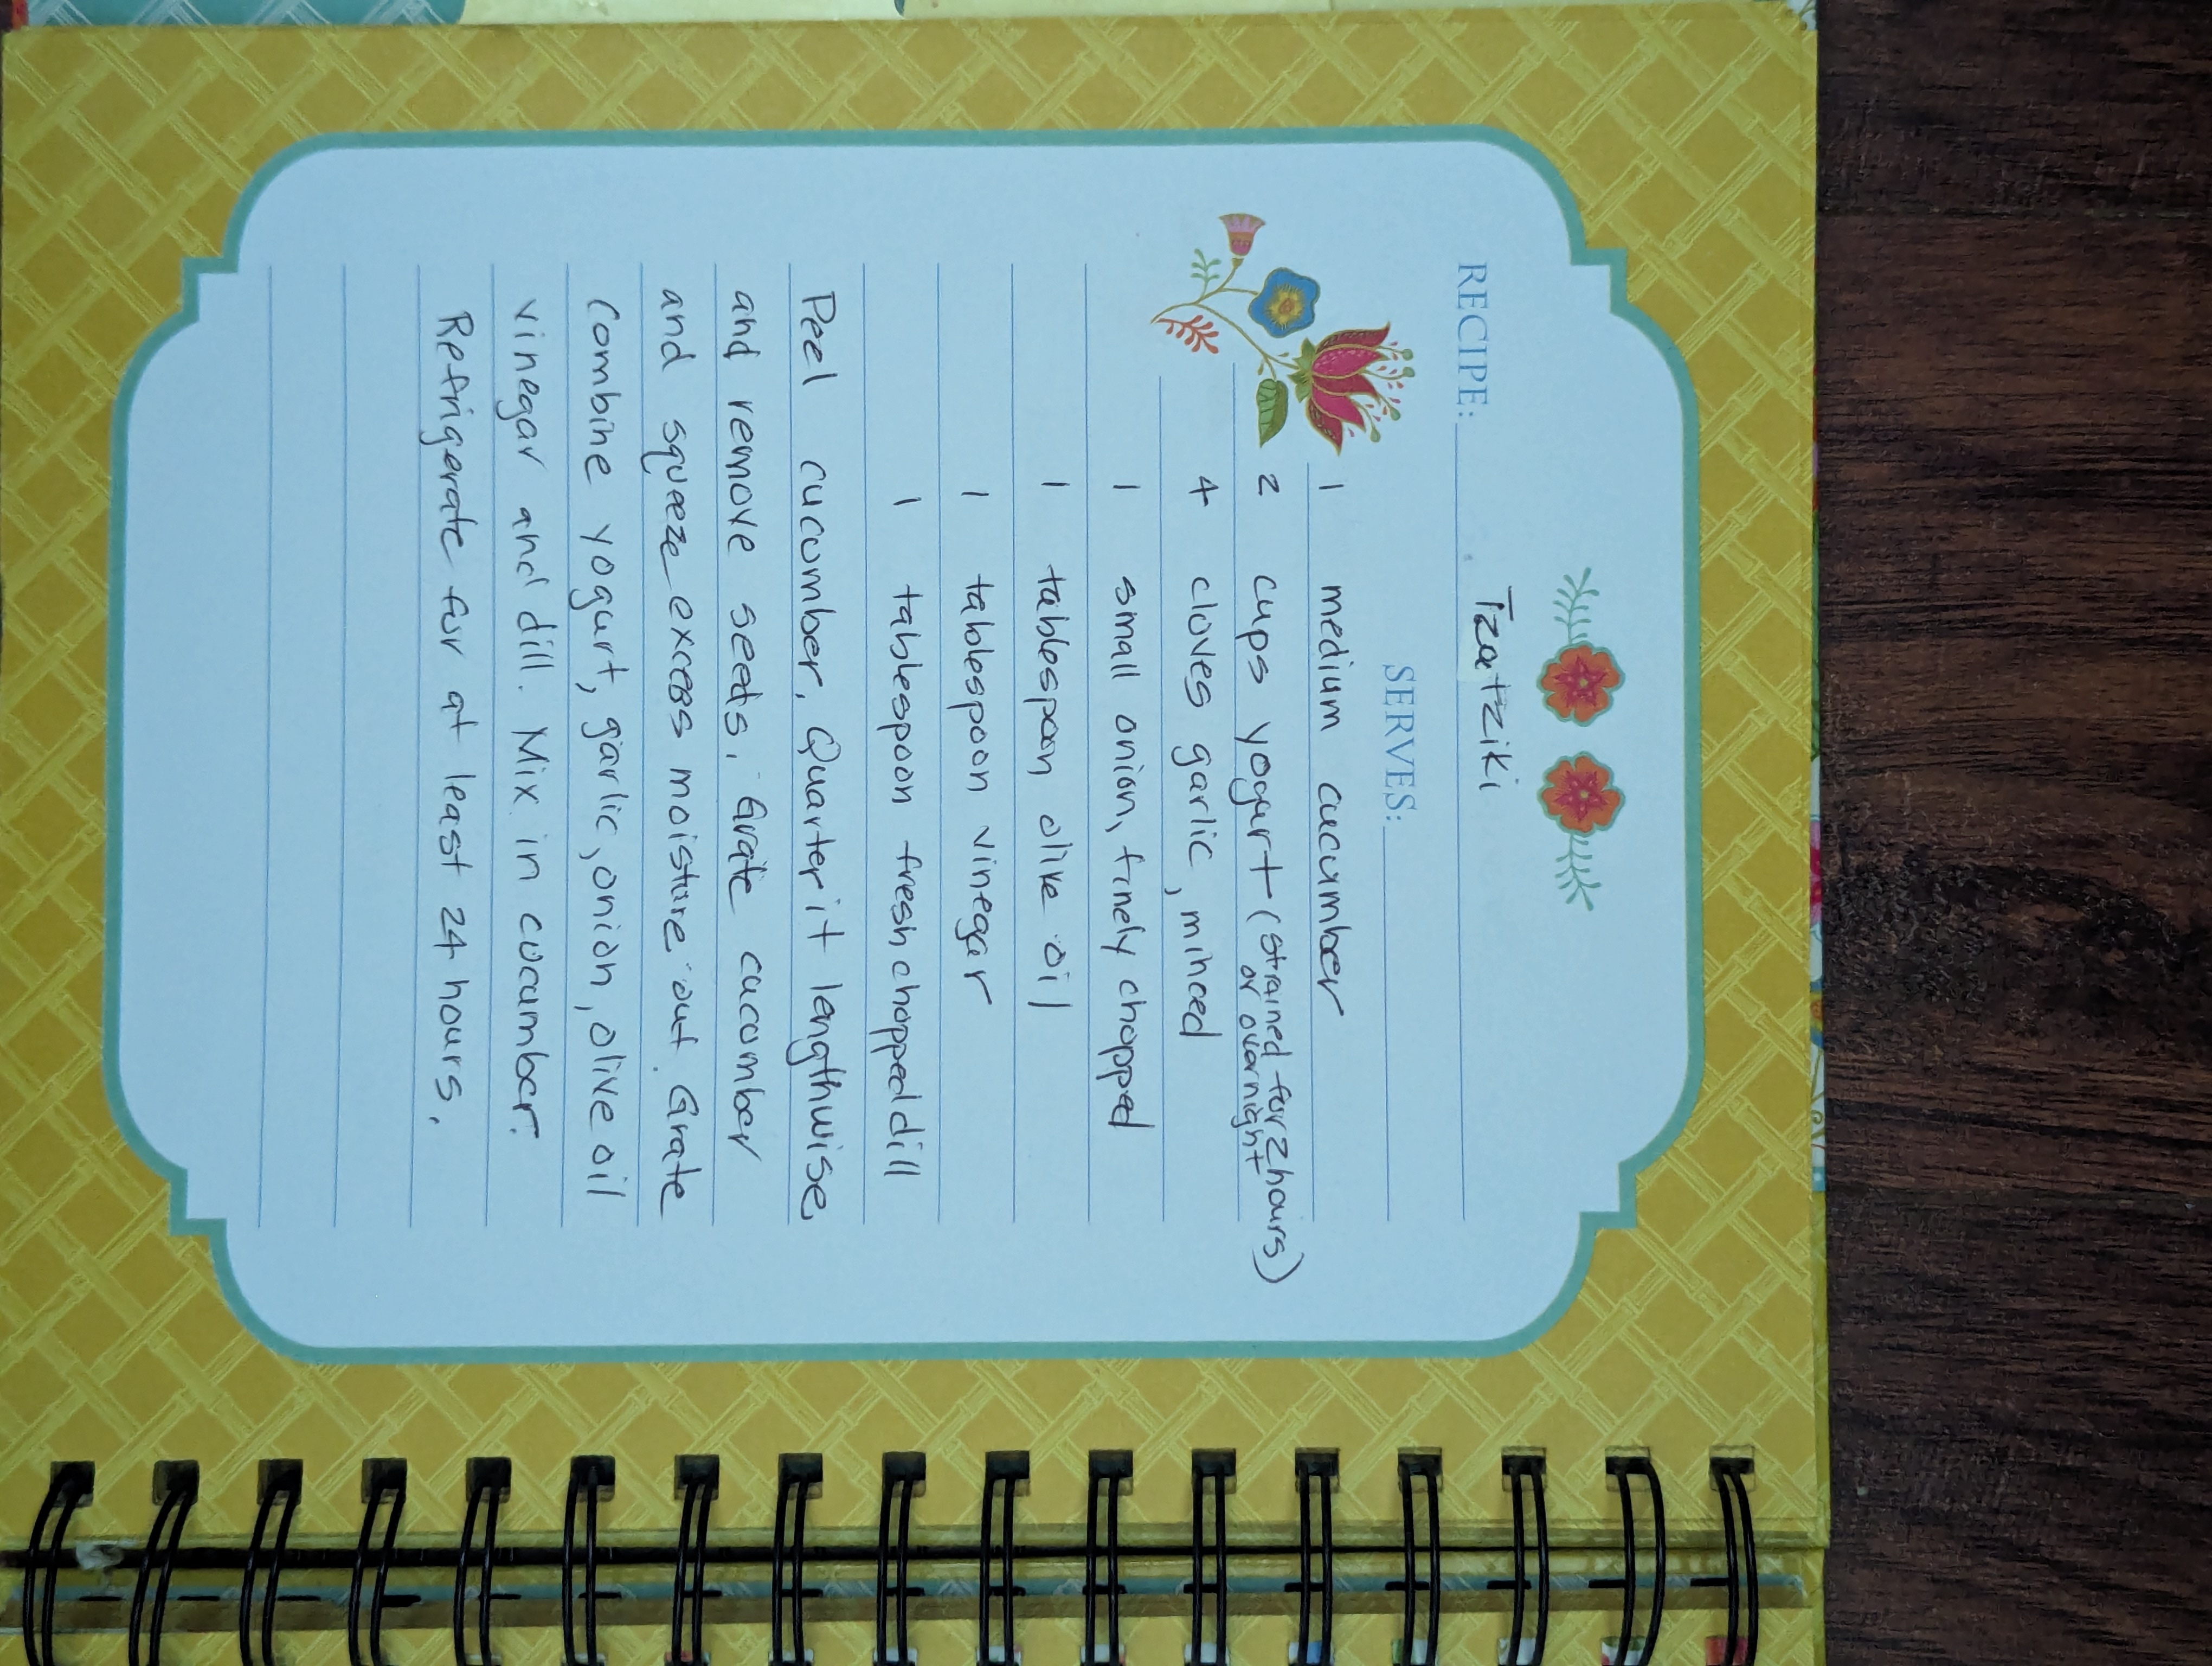 RECIPE: Tzatziki
SERVES:
1 medium cucumber
2 cups yogurt (strained for 2 hours)
or overnight
4 cloves garlic, minced
1 small onion, finely chopped
1 tablespoon olive oil
1 tablespoon vinegar
1 tablespoon fresh chopped dill
Peel cucumber, Quarter it lengthwise,
and remove seeds. Grate cucumber
and squeeze excess moisture out. Grate
Combine yogurt, garlic, onion, olive oil
vinegar and dill. Mix in cucumber.
Refrigerate for at least 24 hours.